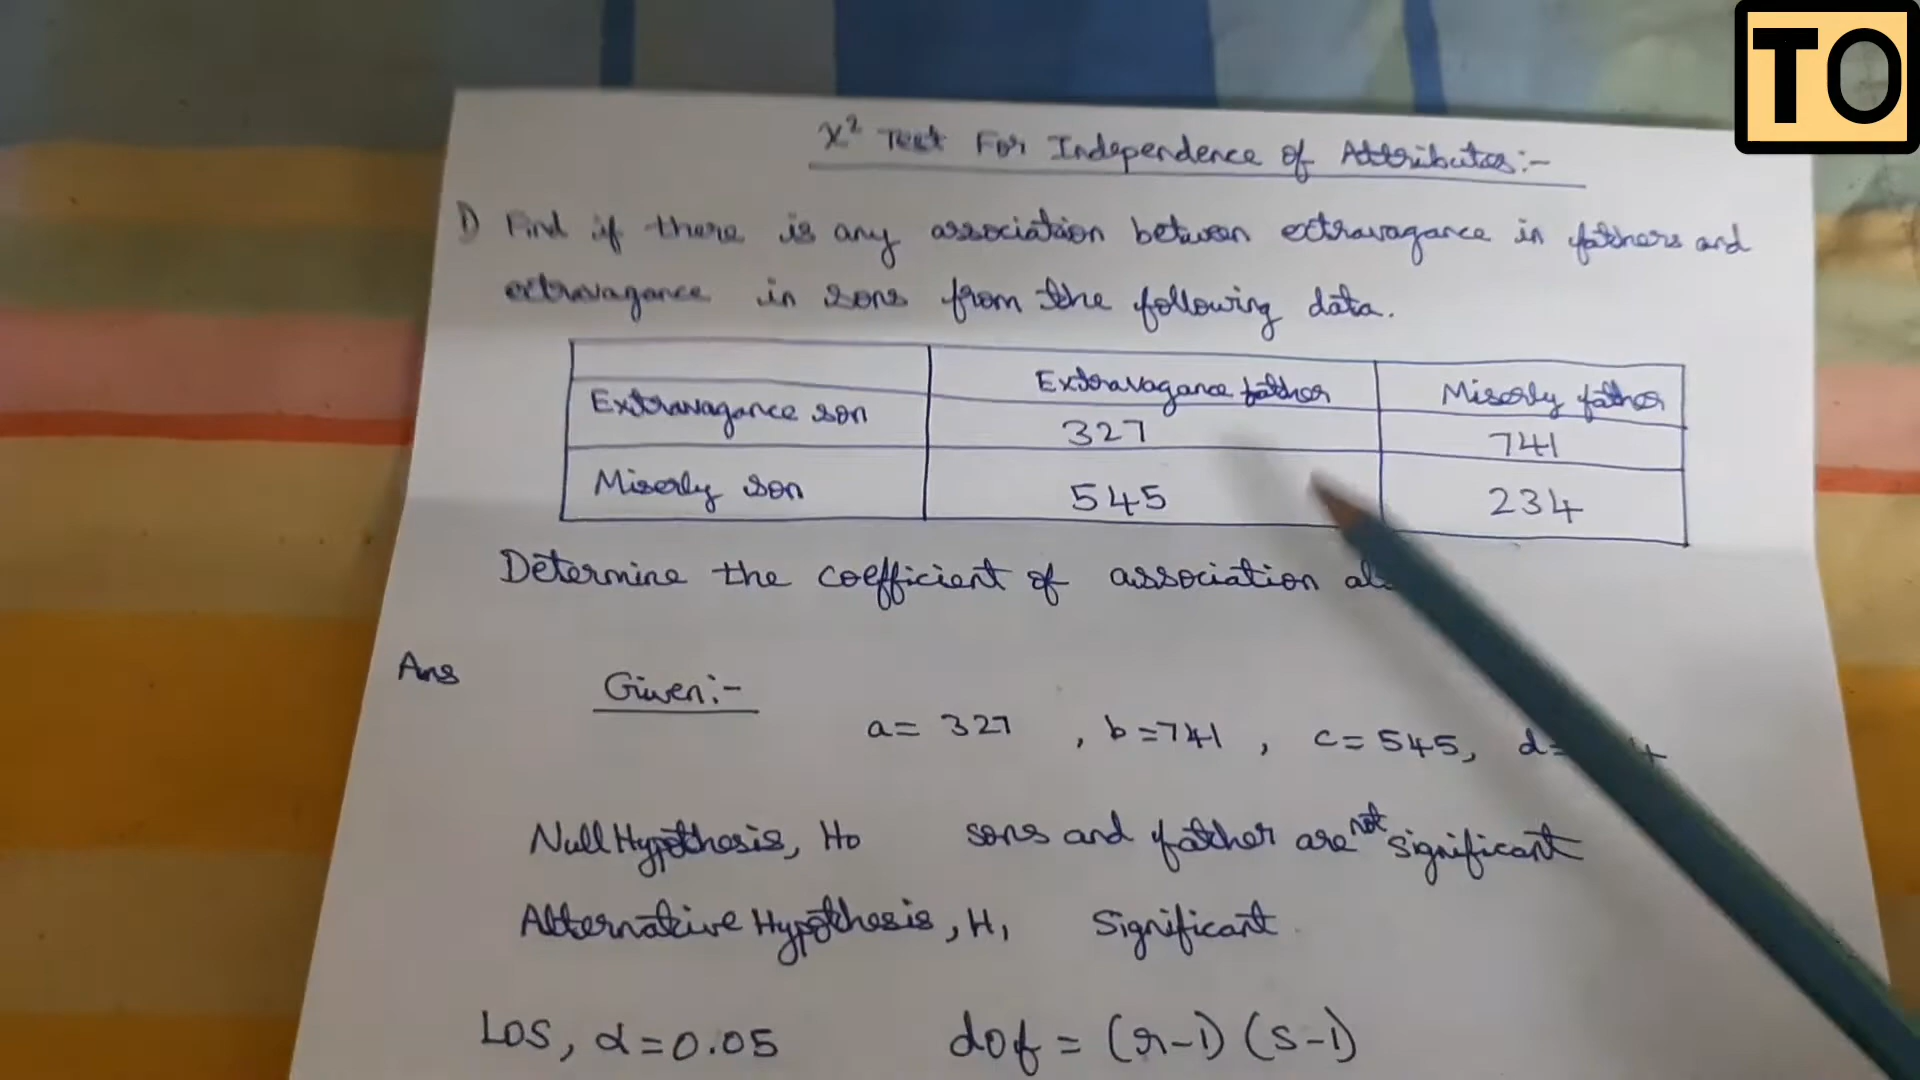 TO
χ² Test For Independence of Attributes:-
1) Find if there is any association between extravagance in fathers and
extravagance in sons from the following data.
Extravagance father Miserly father
Extravagance son 327 741
Miserly son 545 234
Determine the coefficient of association
Ans Given:-
a= 327 , b=741 , c=545, d=
Null Hypothesis, H₀ sons and father are not significant
Alternative Hypothesis, H₁ Significant
LOS, α=0.05 dof = (r-1) (s-1)